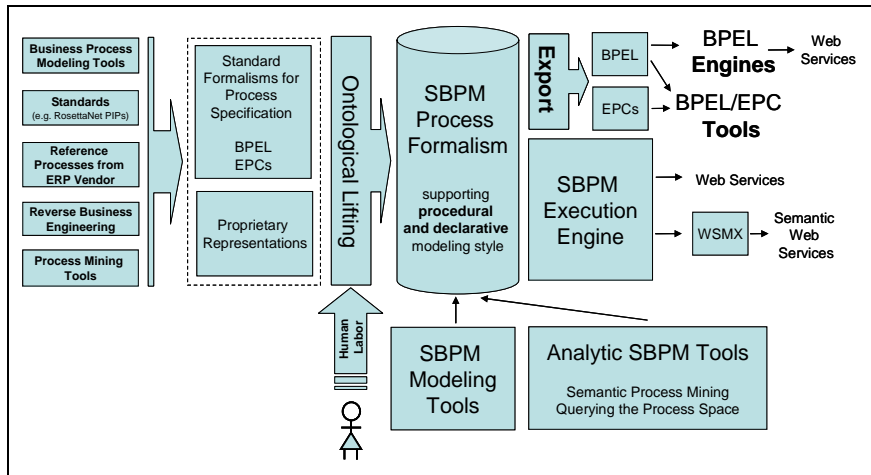 Business Process
Modeling Tools
Standards
(e.g. RosettaNet PIPs)
Reference
Processes from
ERP Vendor
Reverse Business
Engineering
Process Mining
Tools
Standard
Formalisms for
Process
Specification
BPEL
EPCs
Proprietary
Representations
Ontological Lifting
Human
Labor
SBPM
Process
Formalism
supporting
procedural
and declarative
modeling style
Export
BPEL
EPCs
BPEL
Engines
Web
Services
BPEL/EPC
Tools
SBPM
Execution
Engine
Web Services
WSMX
Semantic
Web
Services
SBPM
Modeling
Tools
Analytic SBPM Tools
Semantic Process Mining
Querying the Process Space